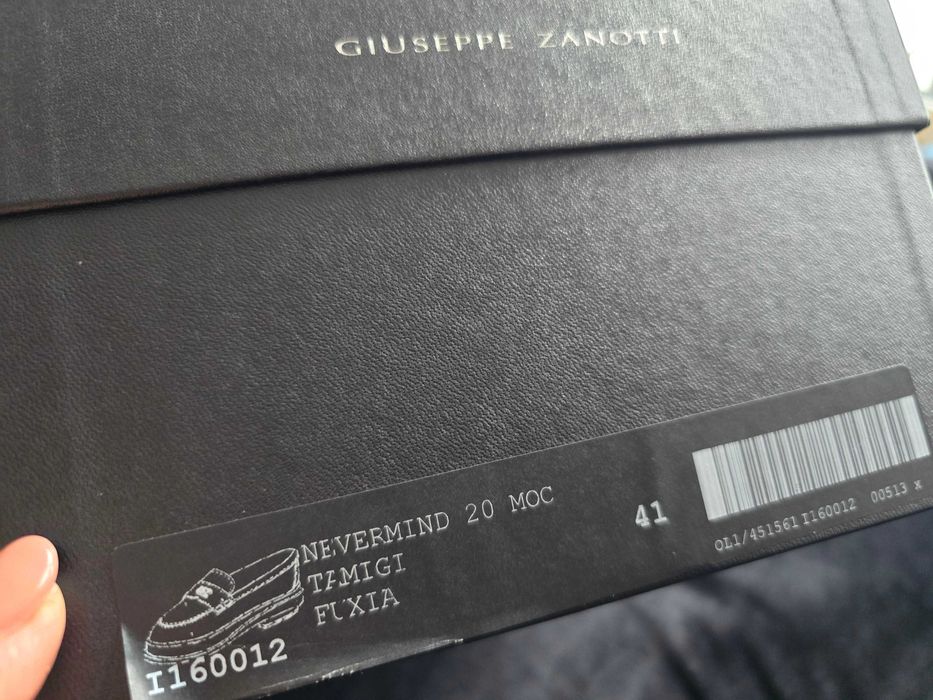 GIUSEPPE ZANOTTI
NEVERMIND 20 MOC
TAMIGI
FUXIA
41
I160012
OL1/451561 I160012 00513 x